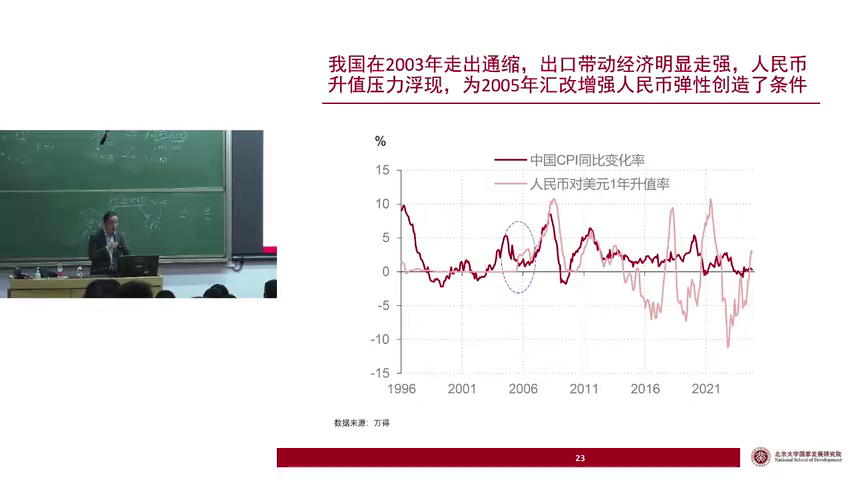 我国在2003年走出通缩，出口带动经济明显走强，人民币
升值压力浮现，为2005年汇改增强人民币弹性创造了条件
%
中国CPI同比变化率
人民币对美元1年升值率
15
10
5
0
-5
-10
-15
1996 2001 2006 2011 2016 2021
数据来源：万得
23
北京大学国家发展研究院
National School of Development